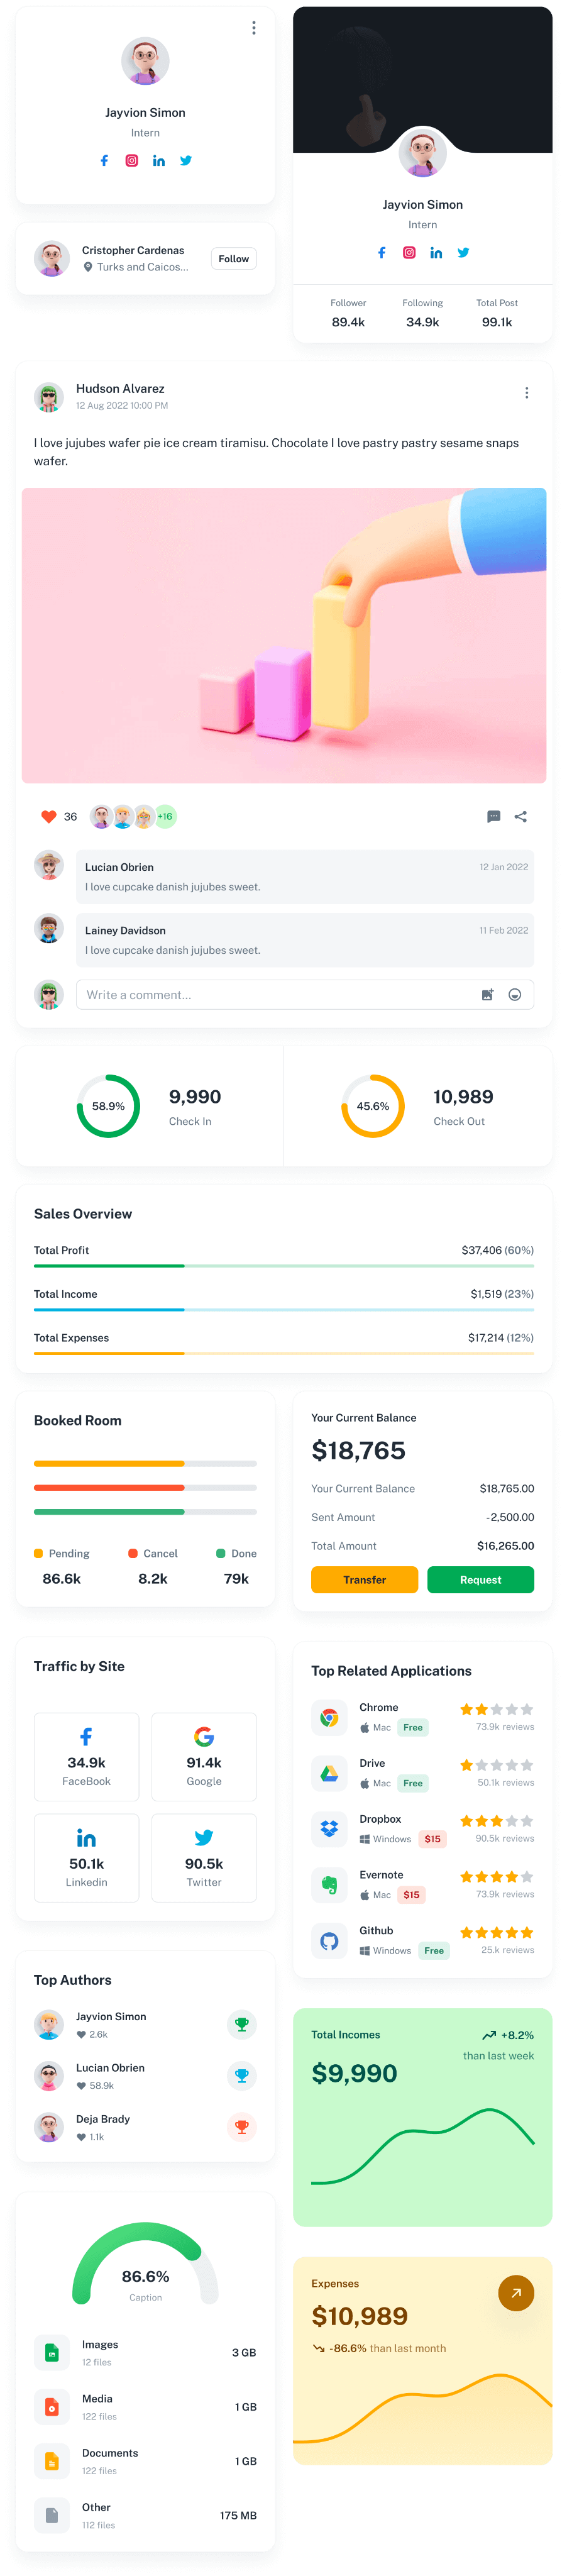 Jayvion Simon
Intern
Cristopher Cardenas
Turks and Caicos...
Follow
Jayvion Simon
Intern
Follower
Following
Total Post
89.4k
34.9k
99.1k
Hudson Alvarez
12 Aug 2022 10:00 PM
I love jujubes wafer pie ice cream tiramisu. Chocolate I love pastry pastry sesame snaps
wafer.
36
+16
Lucian Obrien
12 Jan 2022
I love cupcake danish jujubes sweet.
Lainey Davidson
11 Feb 2022
I love cupcake danish jujubes sweet.
Write a comment...
58.9%
9,990
Check In
45.6%
10,989
Check Out
Sales Overview
Total Profit
$37,406 (60%)
Total Income
$1,519 (23%)
Total Expenses
$17,214 (12%)
Booked Room
Pending
Cancel
Done
86.6k
8.2k
79k
Your Current Balance
$18,765
Your Current Balance
$18,765.00
Sent Amount
-2,500.00
Total Amount
$16,265.00
Transfer
Request
Traffic by Site
34.9k
FaceBook
91.4k
Google
50.1k
Linkedin
90.5k
Twitter
Top Related Applications
Chrome
Mac
Free
73.9k reviews
Drive
Mac
Free
50.1k reviews
Dropbox
Windows
$15
90.5k reviews
Evernote
Mac
$15
73.9k reviews
Github
Windows
Free
25.k reviews
Top Authors
Jayvion Simon
2.6k
Lucian Obrien
58.9k
Deja Brady
1.1k
Total Incomes
+8.2%
than last week
$9,990
86.6%
Caption
Images
12 files
3 GB
Media
122 files
1 GB
Documents
122 files
1 GB
Other
112 files
175 MB
Expenses
$10,989
-86.6% than last month